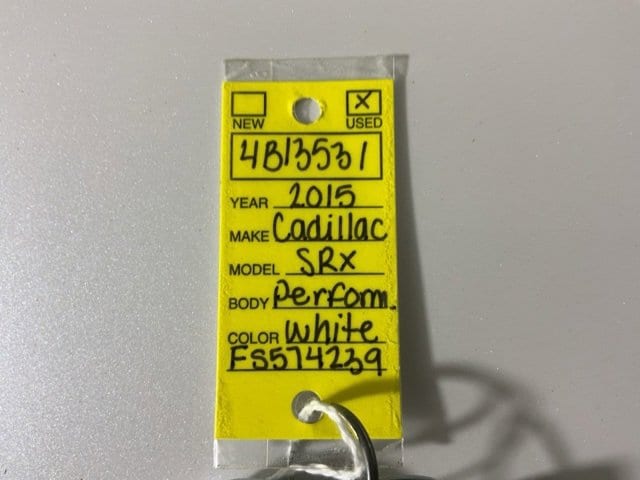 NEW USED
4B13531
YEAR 2015
MAKE Cadillac
MODEL SRX
BODY Perform.
COLOR White
FS574239